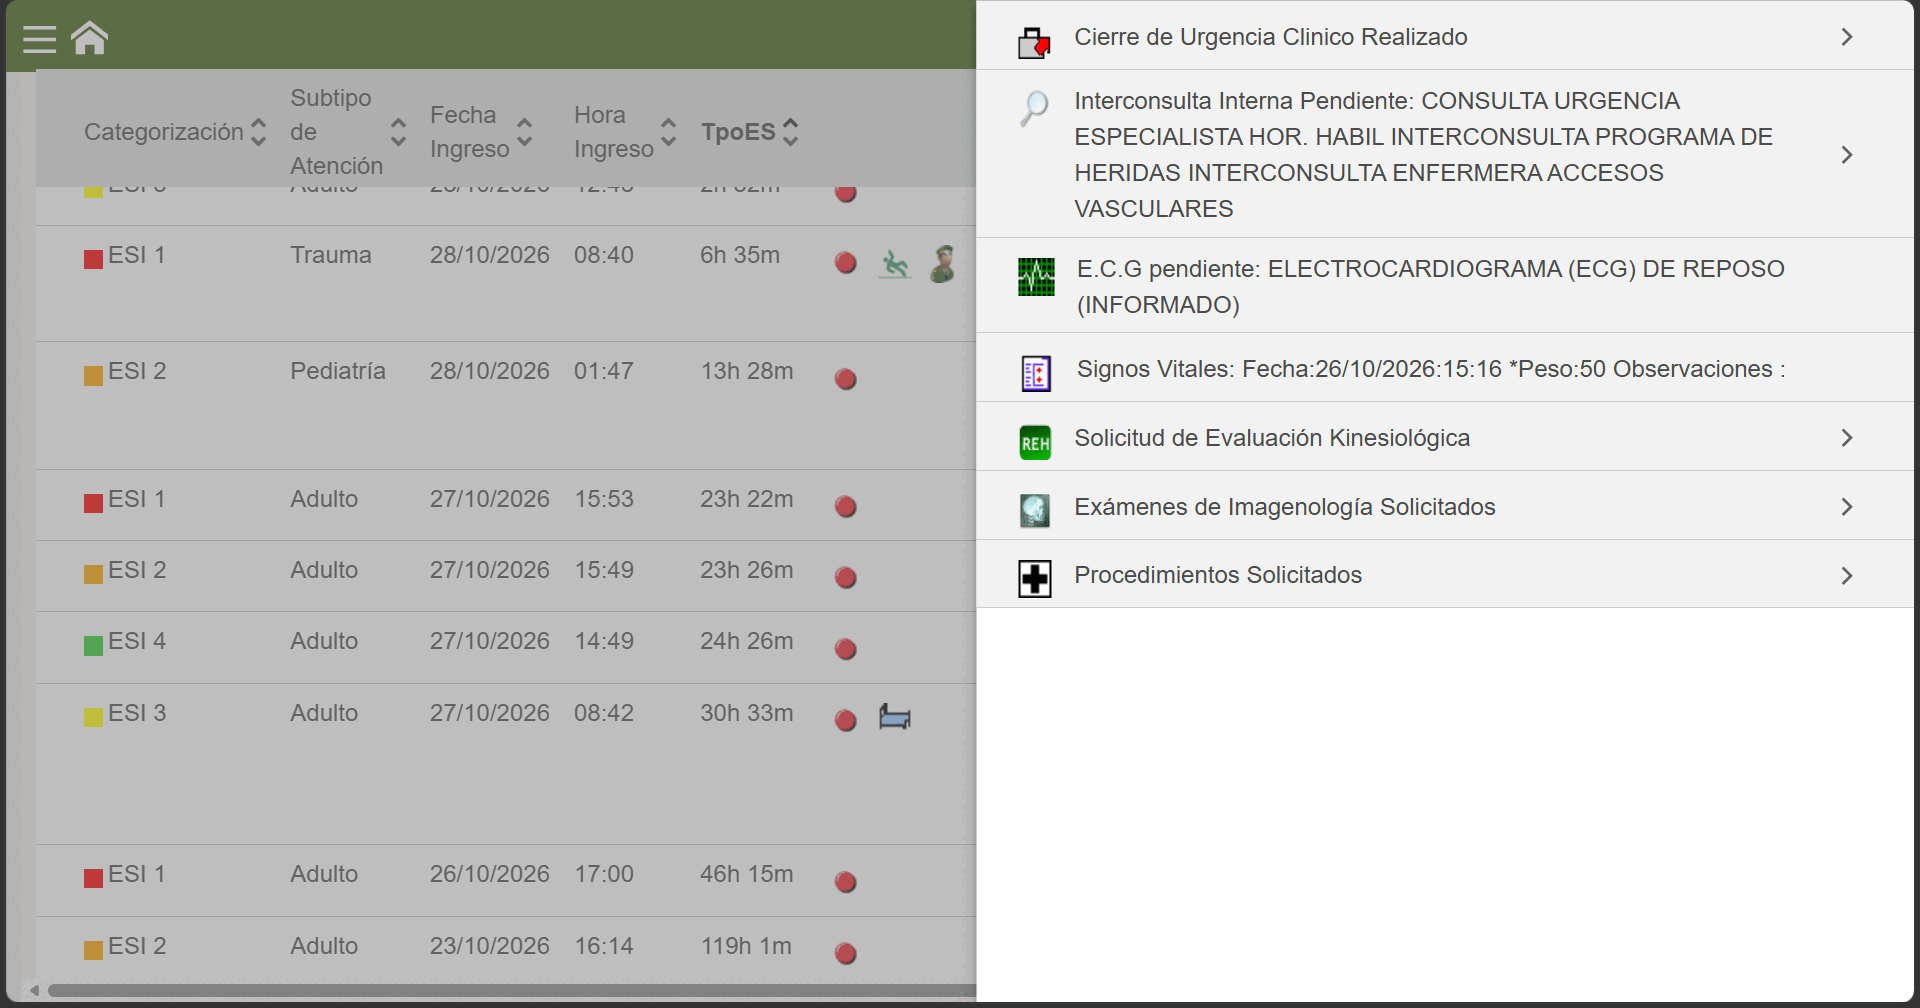 Categorización
Subtipo de Atención
Fecha Ingreso
Hora Ingreso
TpoES
ESI 1 Trauma 28/10/2026 08:40 6h 35m
ESI 2 Pediatría 28/10/2026 01:47 13h 28m
ESI 1 Adulto 27/10/2026 15:53 23h 22m
ESI 2 Adulto 27/10/2026 15:49 23h 26m
ESI 4 Adulto 27/10/2026 14:49 24h 26m
ESI 3 Adulto 27/10/2026 08:42 30h 33m
ESI 1 Adulto 26/10/2026 17:00 46h 15m
ESI 2 Adulto 23/10/2026 16:14 119h 1m
Cierre de Urgencia Clinico Realizado
Interconsulta Interna Pendiente: CONSULTA URGENCIA
ESPECIALISTA HOR. HABIL INTERCONSULTA PROGRAMA DE
HERIDAS INTERCONSULTA ENFERMERA ACCESOS
VASCULARES
E.C.G pendiente: ELECTROCARDIOGRAMA (ECG) DE REPOSO
(INFORMADO)
Signos Vitales: Fecha:26/10/2026:15:16 *Peso:50 Observaciones :
REH Solicitud de Evaluación Kinesiológica
Exámenes de Imagenología Solicitados
Procedimientos Solicitados